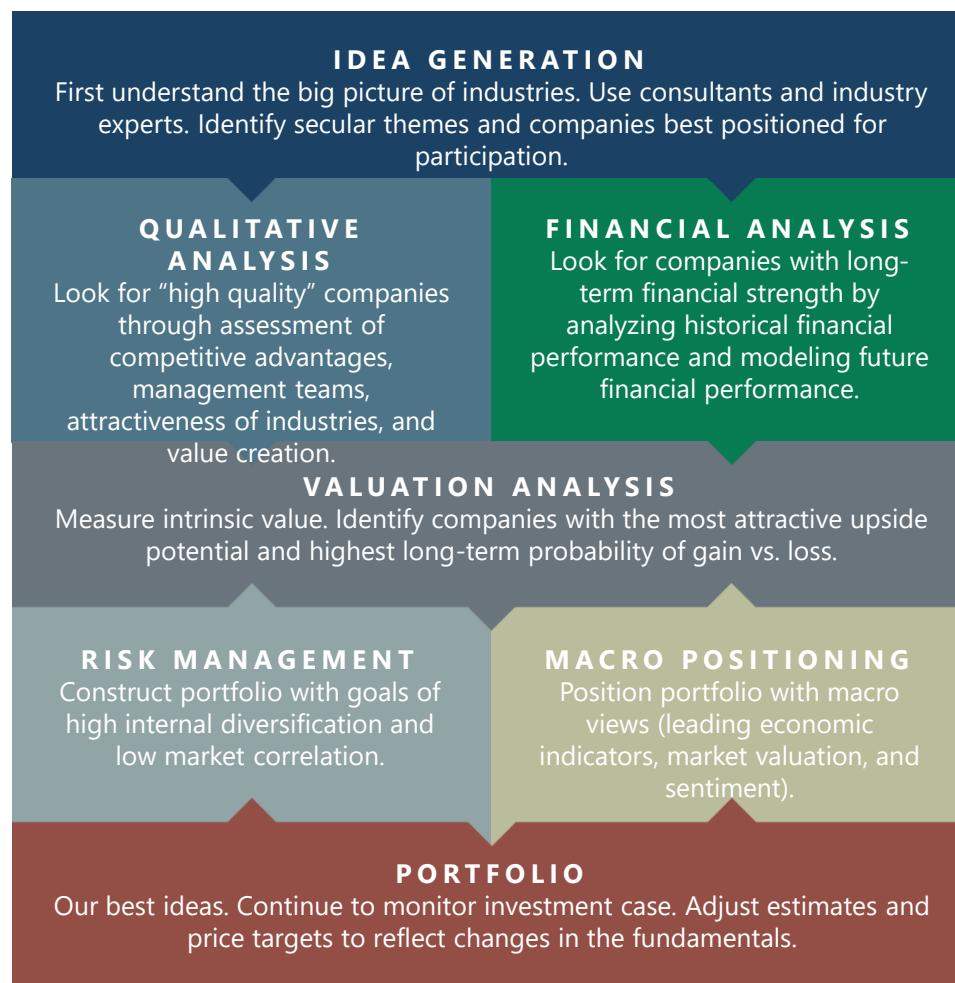 IDEA GENERATION
First understand the big picture of industries. Use consultants and industry
experts. Identify secular themes and companies best positioned for
participation.
QUALITATIVE
ANALYSIS
Look for “high quality” companies
through assessment of
competitive advantages,
management teams,
attractiveness of industries, and
value creation.
FINANCIAL ANALYSIS
Look for companies with long-
term financial strength by
analyzing historical financial
performance and modeling future
financial performance.
VALUATION ANALYSIS
Measure intrinsic value. Identify companies with the most attractive upside
potential and highest long-term probability of gain vs. loss.
RISK MANAGEMENT
Construct portfolio with goals of
high internal diversification and
low market correlation.
MACRO POSITIONING
Position portfolio with macro
views (leading economic
indicators, market valuation, and
sentiment).
PORTFOLIO
Our best ideas. Continue to monitor investment case. Adjust estimates and
price targets to reflect changes in the fundamentals.